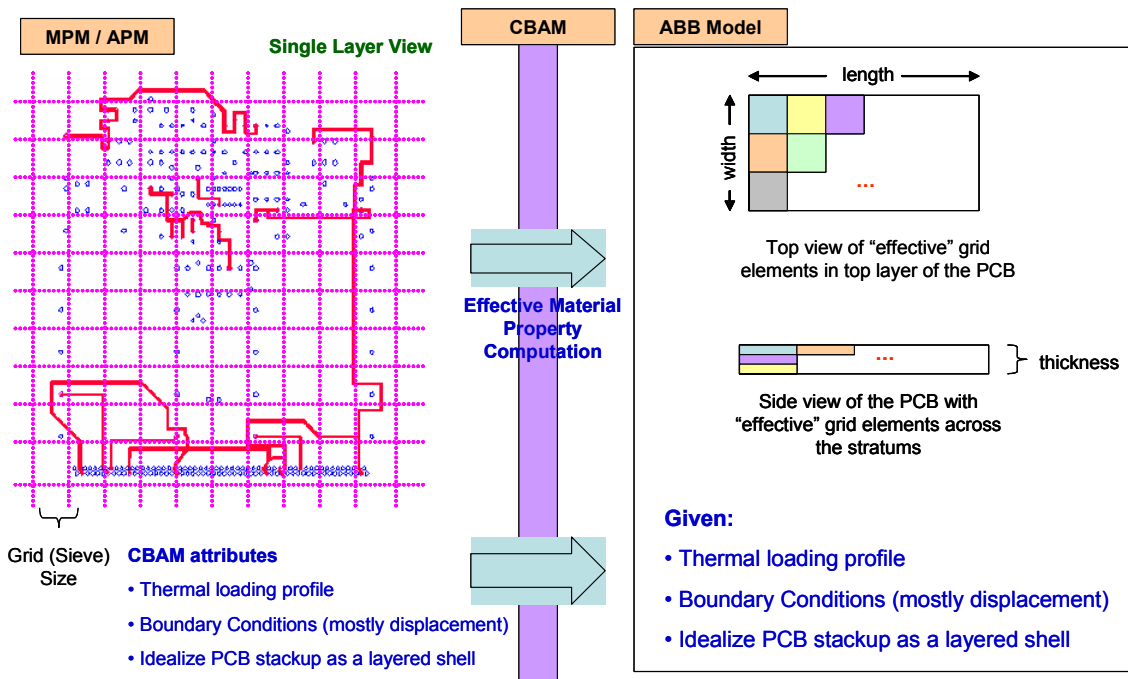 MPM / APM
Single Layer View
CBAM
ABB Model
length
width
...
Top view of “effective” grid
elements in top layer of the PCB
Effective Material
Property
Computation
...
thickness
Side view of the PCB with
“effective” grid elements across
the stratums
Grid (Sieve)
Size
CBAM attributes
• Thermal loading profile
• Boundary Conditions (mostly displacement)
• Idealize PCB stackup as a layered shell
Given:
• Thermal loading profile
• Boundary Conditions (mostly displacement)
• Idealize PCB stackup as a layered shell